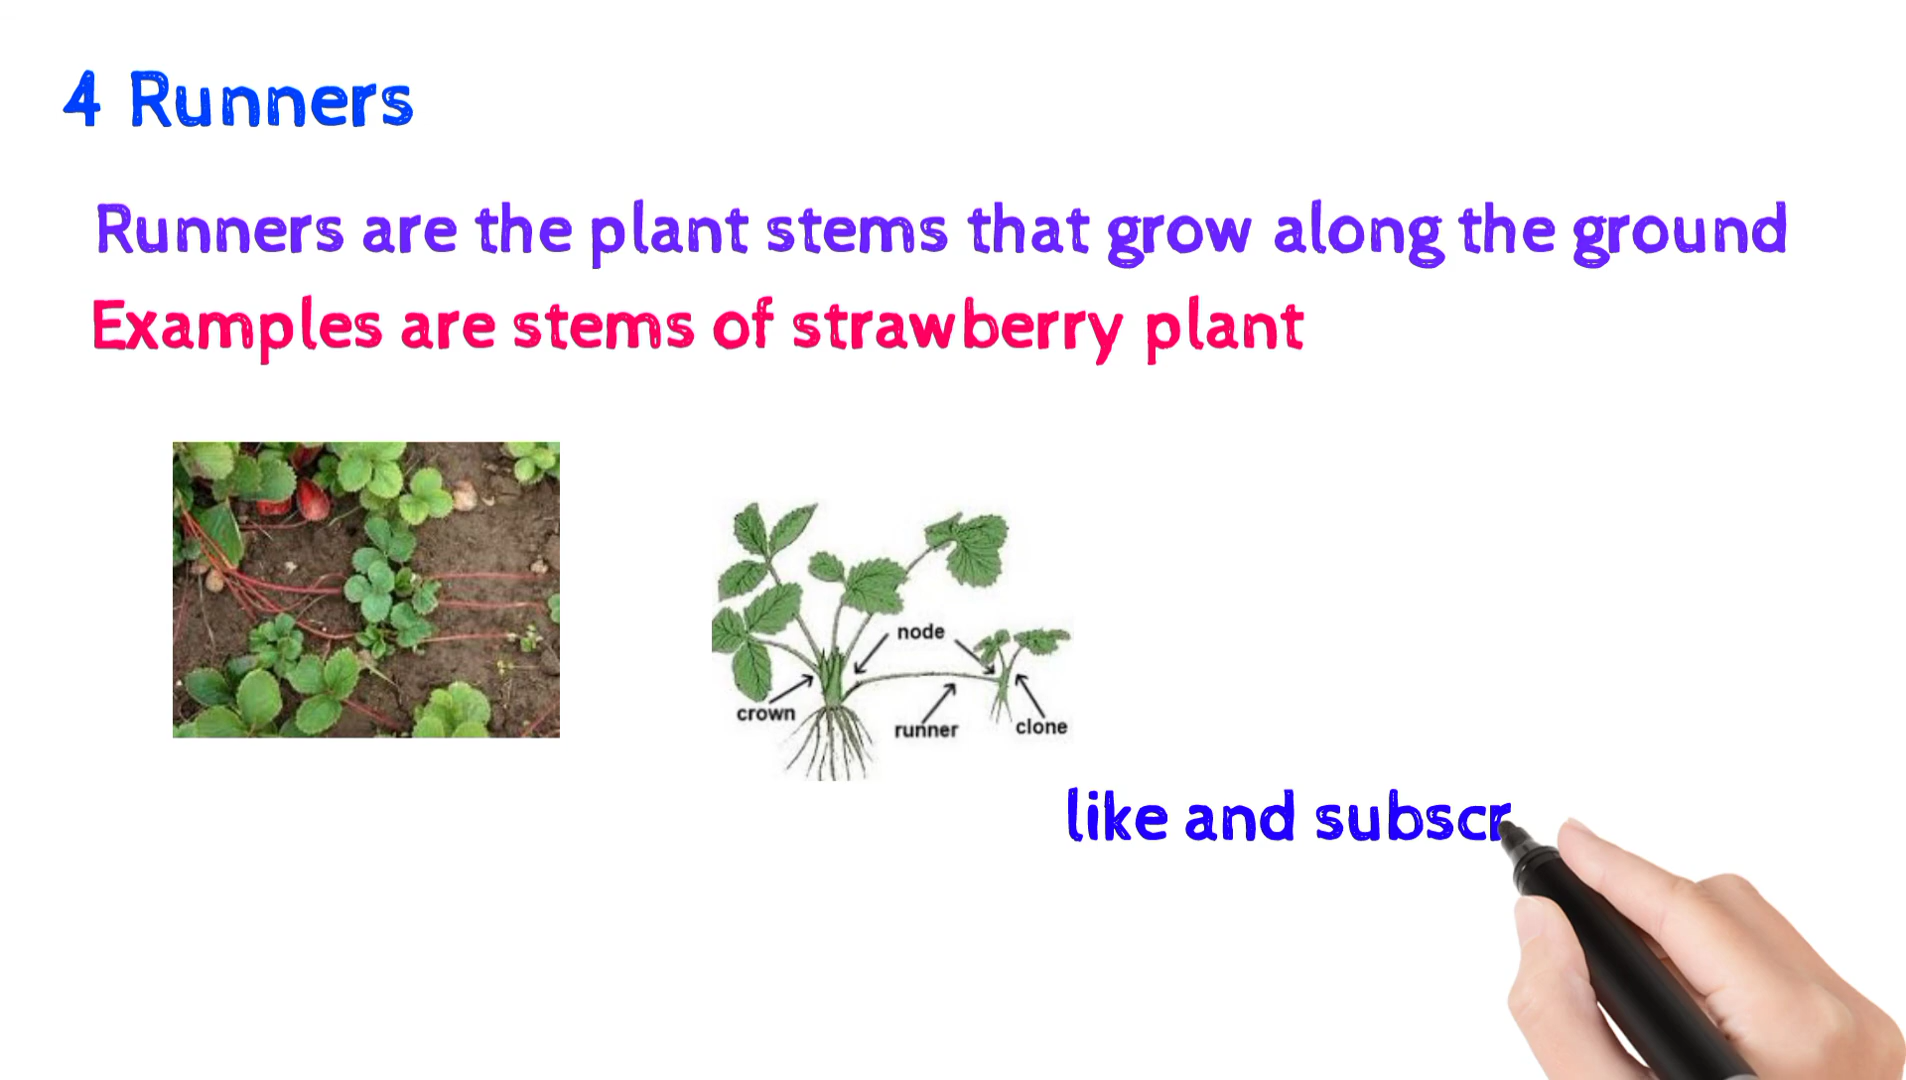 4 Runners
Runners are the plant stems that grow along the ground
Examples are stems of strawberry plant
node
crown
runner
clone
like and subscr